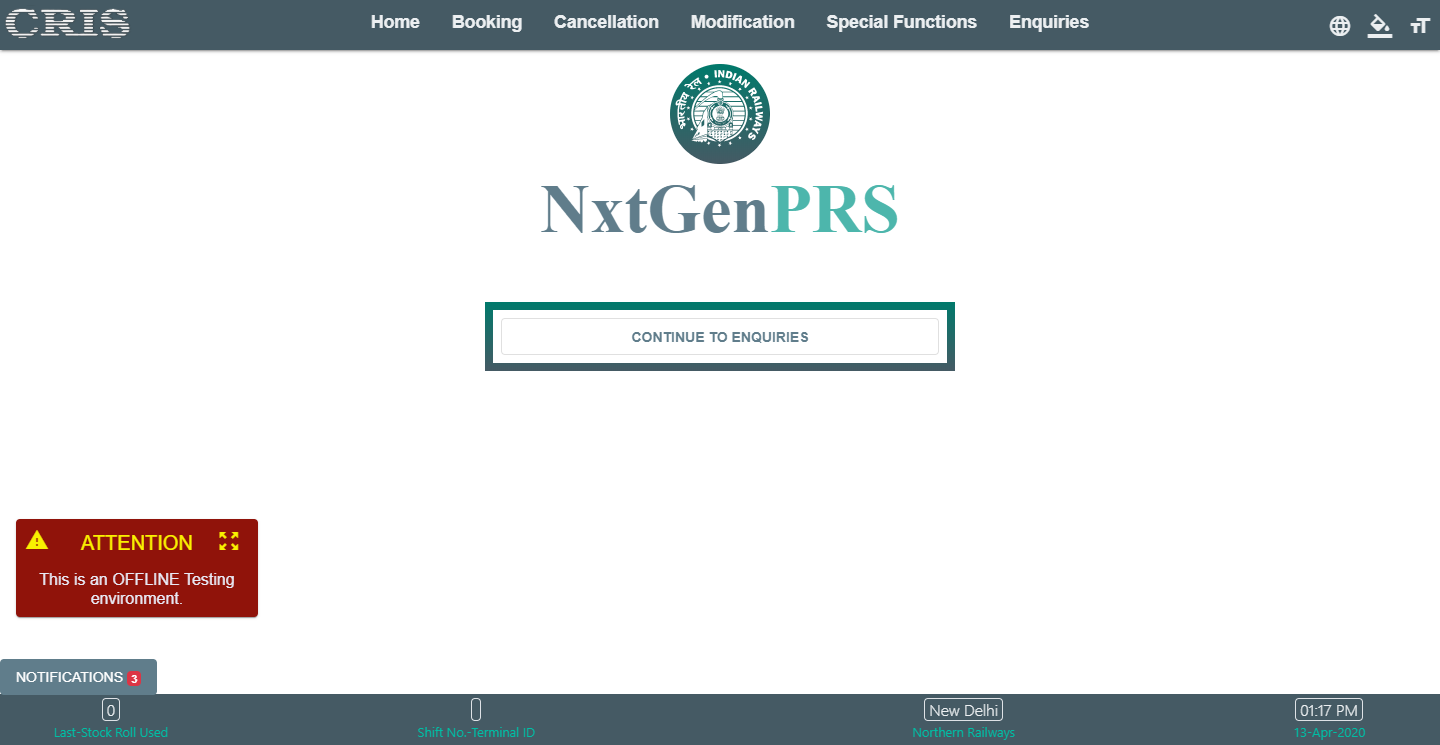 CRIS
Home Booking Cancellation Modification Special Functions Enquiries
भारतीय रेल • INDIAN RAILWAYS
NxtGenPRS
CONTINUE TO ENQUIRIES
ATTENTION
This is an OFFLINE Testing
environment.
NOTIFICATIONS 3
0 New Delhi 01:17 PM
Last-Stock Roll Used Shift No.-Terminal ID Northern Railways 13-Apr-2020